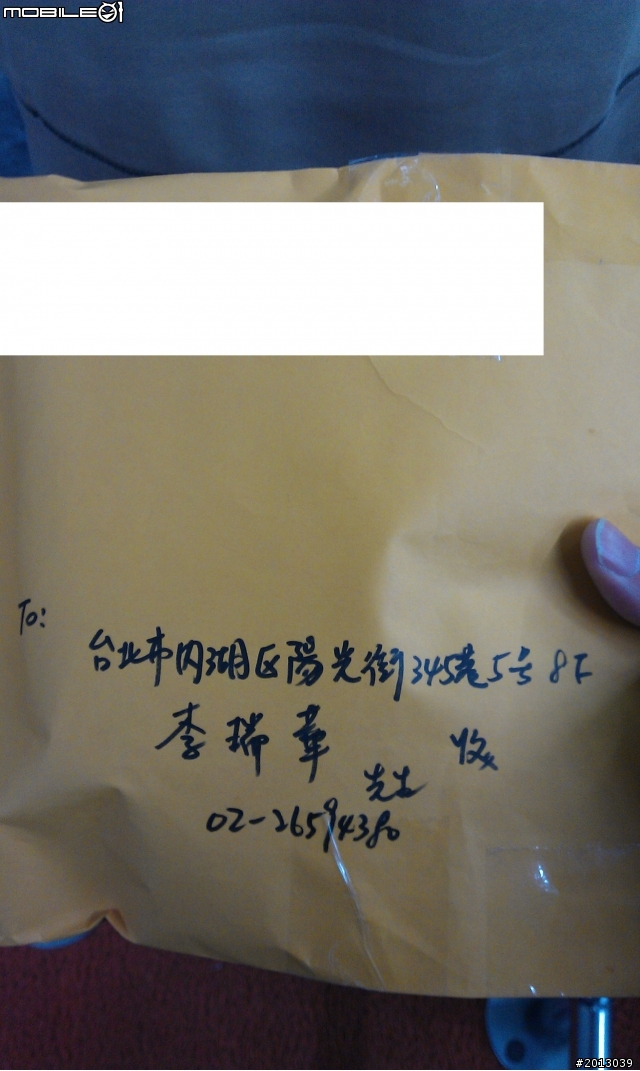 MOBILE01
To:
台北市內湖区陽光街345巷5号8F
李瑞華 收
先生
02-26594380
#2013039